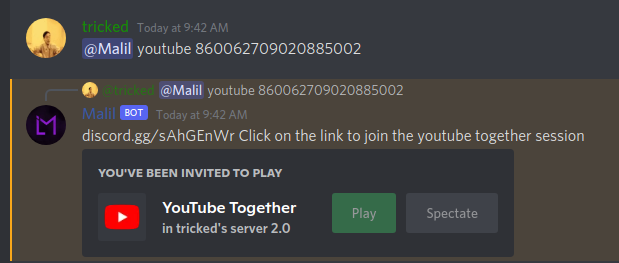 tricked Today at 9:42 AM
@Malil youtube 860062709020885002
@tricked @Malil youtube 860062709020885002
Malil BOT Today at 9:42 AM
discord.gg/sAhGEnWr Click on the link to join the youtube together session
YOU'VE BEEN INVITED TO PLAY
YouTube Together
in tricked's server 2.0
Play
Spectate